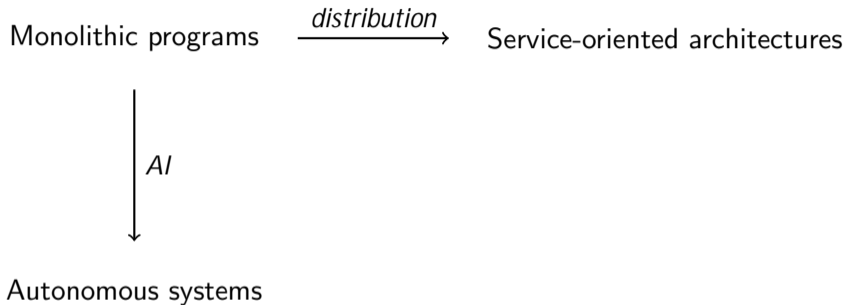 distribution
Monolithic programs
Service-oriented architectures
AI
Autonomous systems